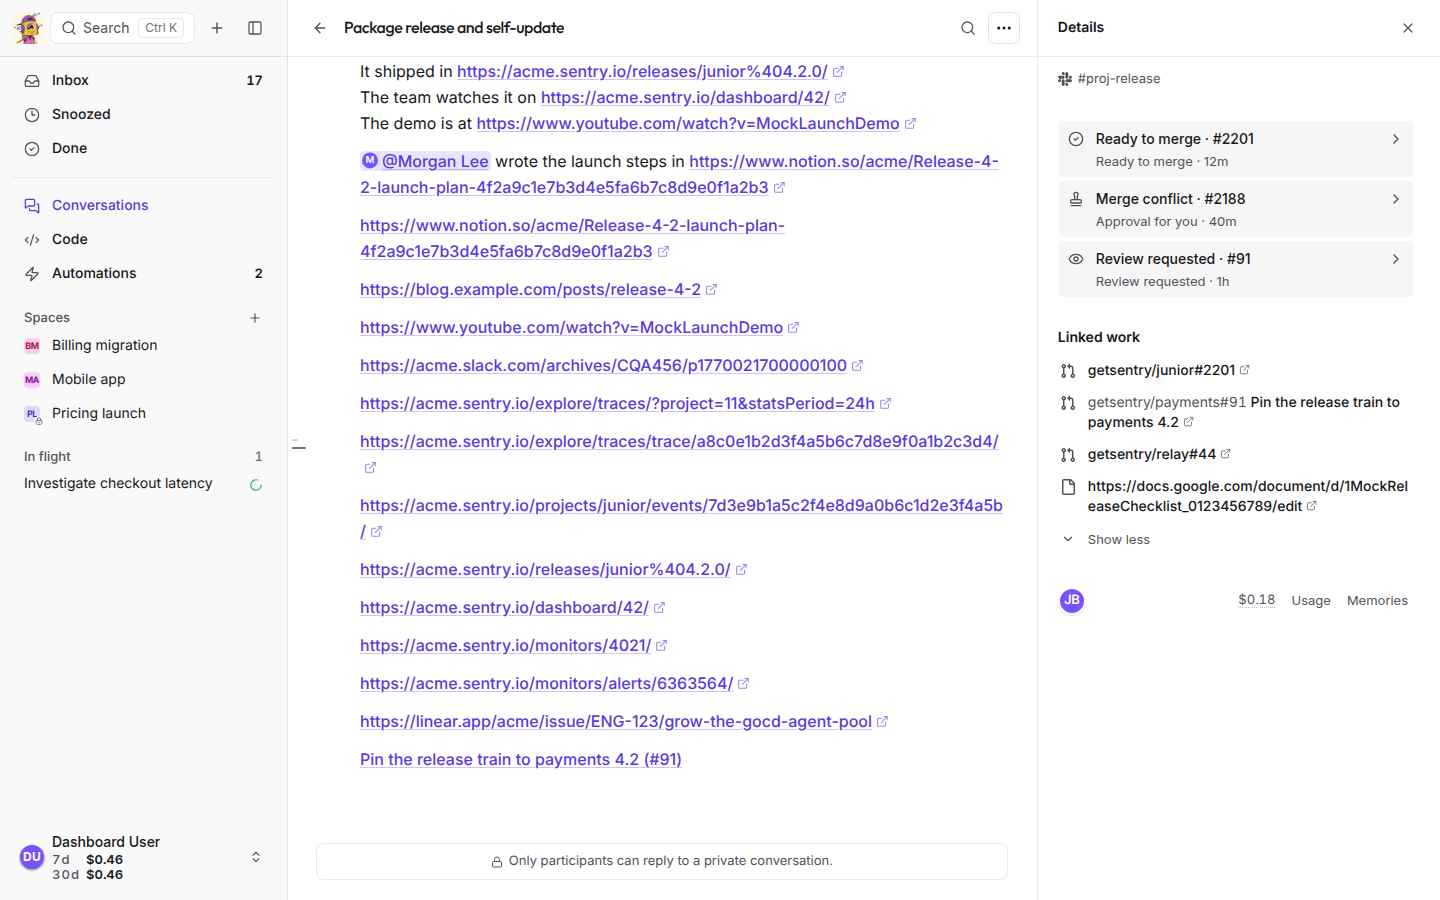 Search Ctrl K
Inbox 17
Snoozed
Done
Conversations
Code
Automations 2
Spaces
BM Billing migration
MA Mobile app
PL Pricing launch
In flight 1
Investigate checkout latency
DU Dashboard User
7d $0.46
30d $0.46
Package release and self-update
It shipped in https://acme.sentry.io/releases/junior%404.2.0/
The team watches it on https://acme.sentry.io/dashboard/42/
The demo is at https://www.youtube.com/watch?v=MockLaunchDemo
M @Morgan Lee wrote the launch steps in https://www.notion.so/acme/Release-4-
2-launch-plan-4f2a9c1e7b3d4e5fa6b7c8d9e0f1a2b3
https://www.notion.so/acme/Release-4-2-launch-plan-
4f2a9c1e7b3d4e5fa6b7c8d9e0f1a2b3
https://blog.example.com/posts/release-4-2
https://www.youtube.com/watch?v=MockLaunchDemo
https://acme.slack.com/archives/CQA456/p1770021700000100
https://acme.sentry.io/explore/traces/?project=11&statsPeriod=24h
https://acme.sentry.io/explore/traces/trace/a8c0e1b2d3f4a5b6c7d8e9f0a1b2c3d4/
https://acme.sentry.io/projects/junior/events/7d3e9b1a5c2f4e8d9a0b6c1d2e3f4a5b
/
https://acme.sentry.io/releases/junior%404.2.0/
https://acme.sentry.io/dashboard/42/
https://acme.sentry.io/monitors/4021/
https://acme.sentry.io/monitors/alerts/6363564/
https://linear.app/acme/issue/ENG-123/grow-the-gocd-agent-pool
Pin the release train to payments 4.2 (#91)
Only participants can reply to a private conversation.
Details
#proj-release
Ready to merge · #2201
Ready to merge · 12m
Merge conflict · #2188
Approval for you · 40m
Review requested · #91
Review requested · 1h
Linked work
getsentry/junior#2201
getsentry/payments#91 Pin the release train to
payments 4.2
getsentry/relay#44
https://docs.google.com/document/d/1MockRel
easeChecklist_0123456789/edit
Show less
JB $0.18 Usage Memories